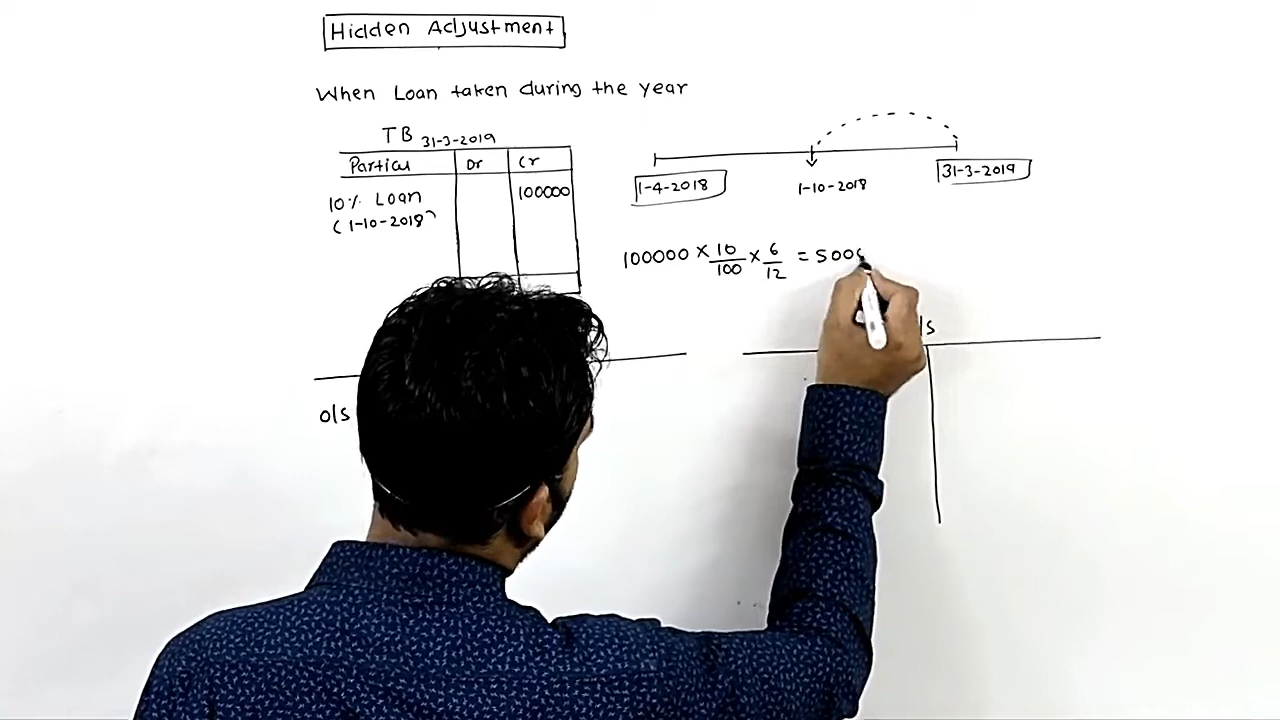 Hidden Adjustment
When Loan taken during the year
TB 31-3-2019
Particu Dr Cr
10% Loan 100000
(1-10-2018)
1-4-2018 1-10-2018 31-3-2019
100000 × 10/100 × 6/12 = 5000
o/s